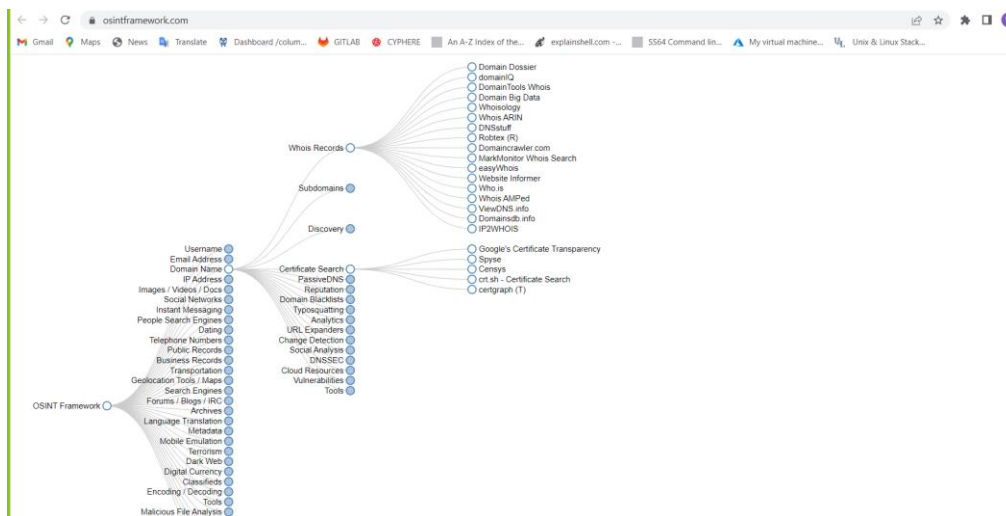 osintframework.com
Gmail Maps News Translate Dashboard /colum... GITLAB CYPHERE An A-Z Index of the... explainshell.com -... SS64 Command lin... My virtual machine... Unix & Linux Stack...
Domain Dossier
domainIQ
DomainTools Whois
Domain Big Data
Whoisology
Whois ARIN
DNSstuff
Robtex (R)
Domaincrawler.com
MarkMonitor Whois Search
easyWhois
Website Informer
Who.is
Whois AMPed
ViewDNS.info
Domainsdb.info
IP2WHOIS
Whois Records
Subdomains
Discovery
Certificate Search
PassiveDNS
Reputation
Domain Blacklists
Typosquatting
Analytics
URL Expanders
Change Detection
Social Analysis
DNSSEC
Cloud Resources
Vulnerabilities
Tools
Google's Certificate Transparency
Spyse
Censys
crt.sh - Certificate Search
certgraph (T)
Username
Email Address
Domain Name
IP Address
Images / Videos / Docs
Social Networks
Instant Messaging
People Search Engines
Dating
Telephone Numbers
Public Records
Business Records
Transportation
Geolocation Tools / Maps
Search Engines
Forums / Blogs / IRC
Archives
Language Translation
Metadata
Mobile Emulation
Terrorism
Dark Web
Digital Currency
Classifieds
Encoding / Decoding
Tools
Malicious File Analysis
OSINT Framework